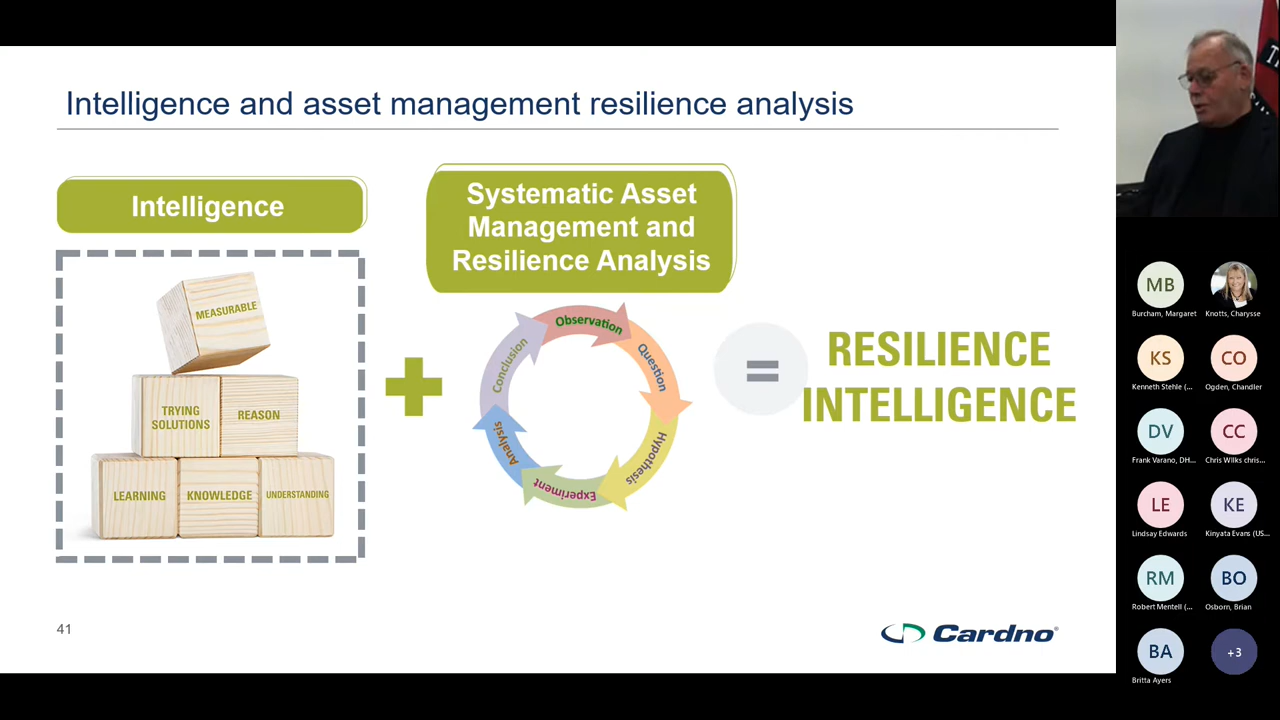 Intelligence and asset management resilience analysis
Intelligence
MEASURABLE
TRYING
SOLUTIONS
REASON
LEARNING
KNOWLEDGE
UNDERSTANDING
Systematic Asset
Management and
Resilience Analysis
Observation
Question
Hypothesis
Experiment
Analysis
Conclusion
=
RESILIENCE
INTELLIGENCE
41
Cardno®
MB
Burcham, Margaret
Knotts, Charysse
KS
Kenneth Stehle (...
CO
Ogden, Chandler
DV
Frank Varano, DH...
CC
Chris Wilks chris...
LE
Lindsay Edwards
KE
Kinyata Evans (US...
RM
Robert Mentell (...
BO
Osborn, Brian
BA
Britta Ayers
+3